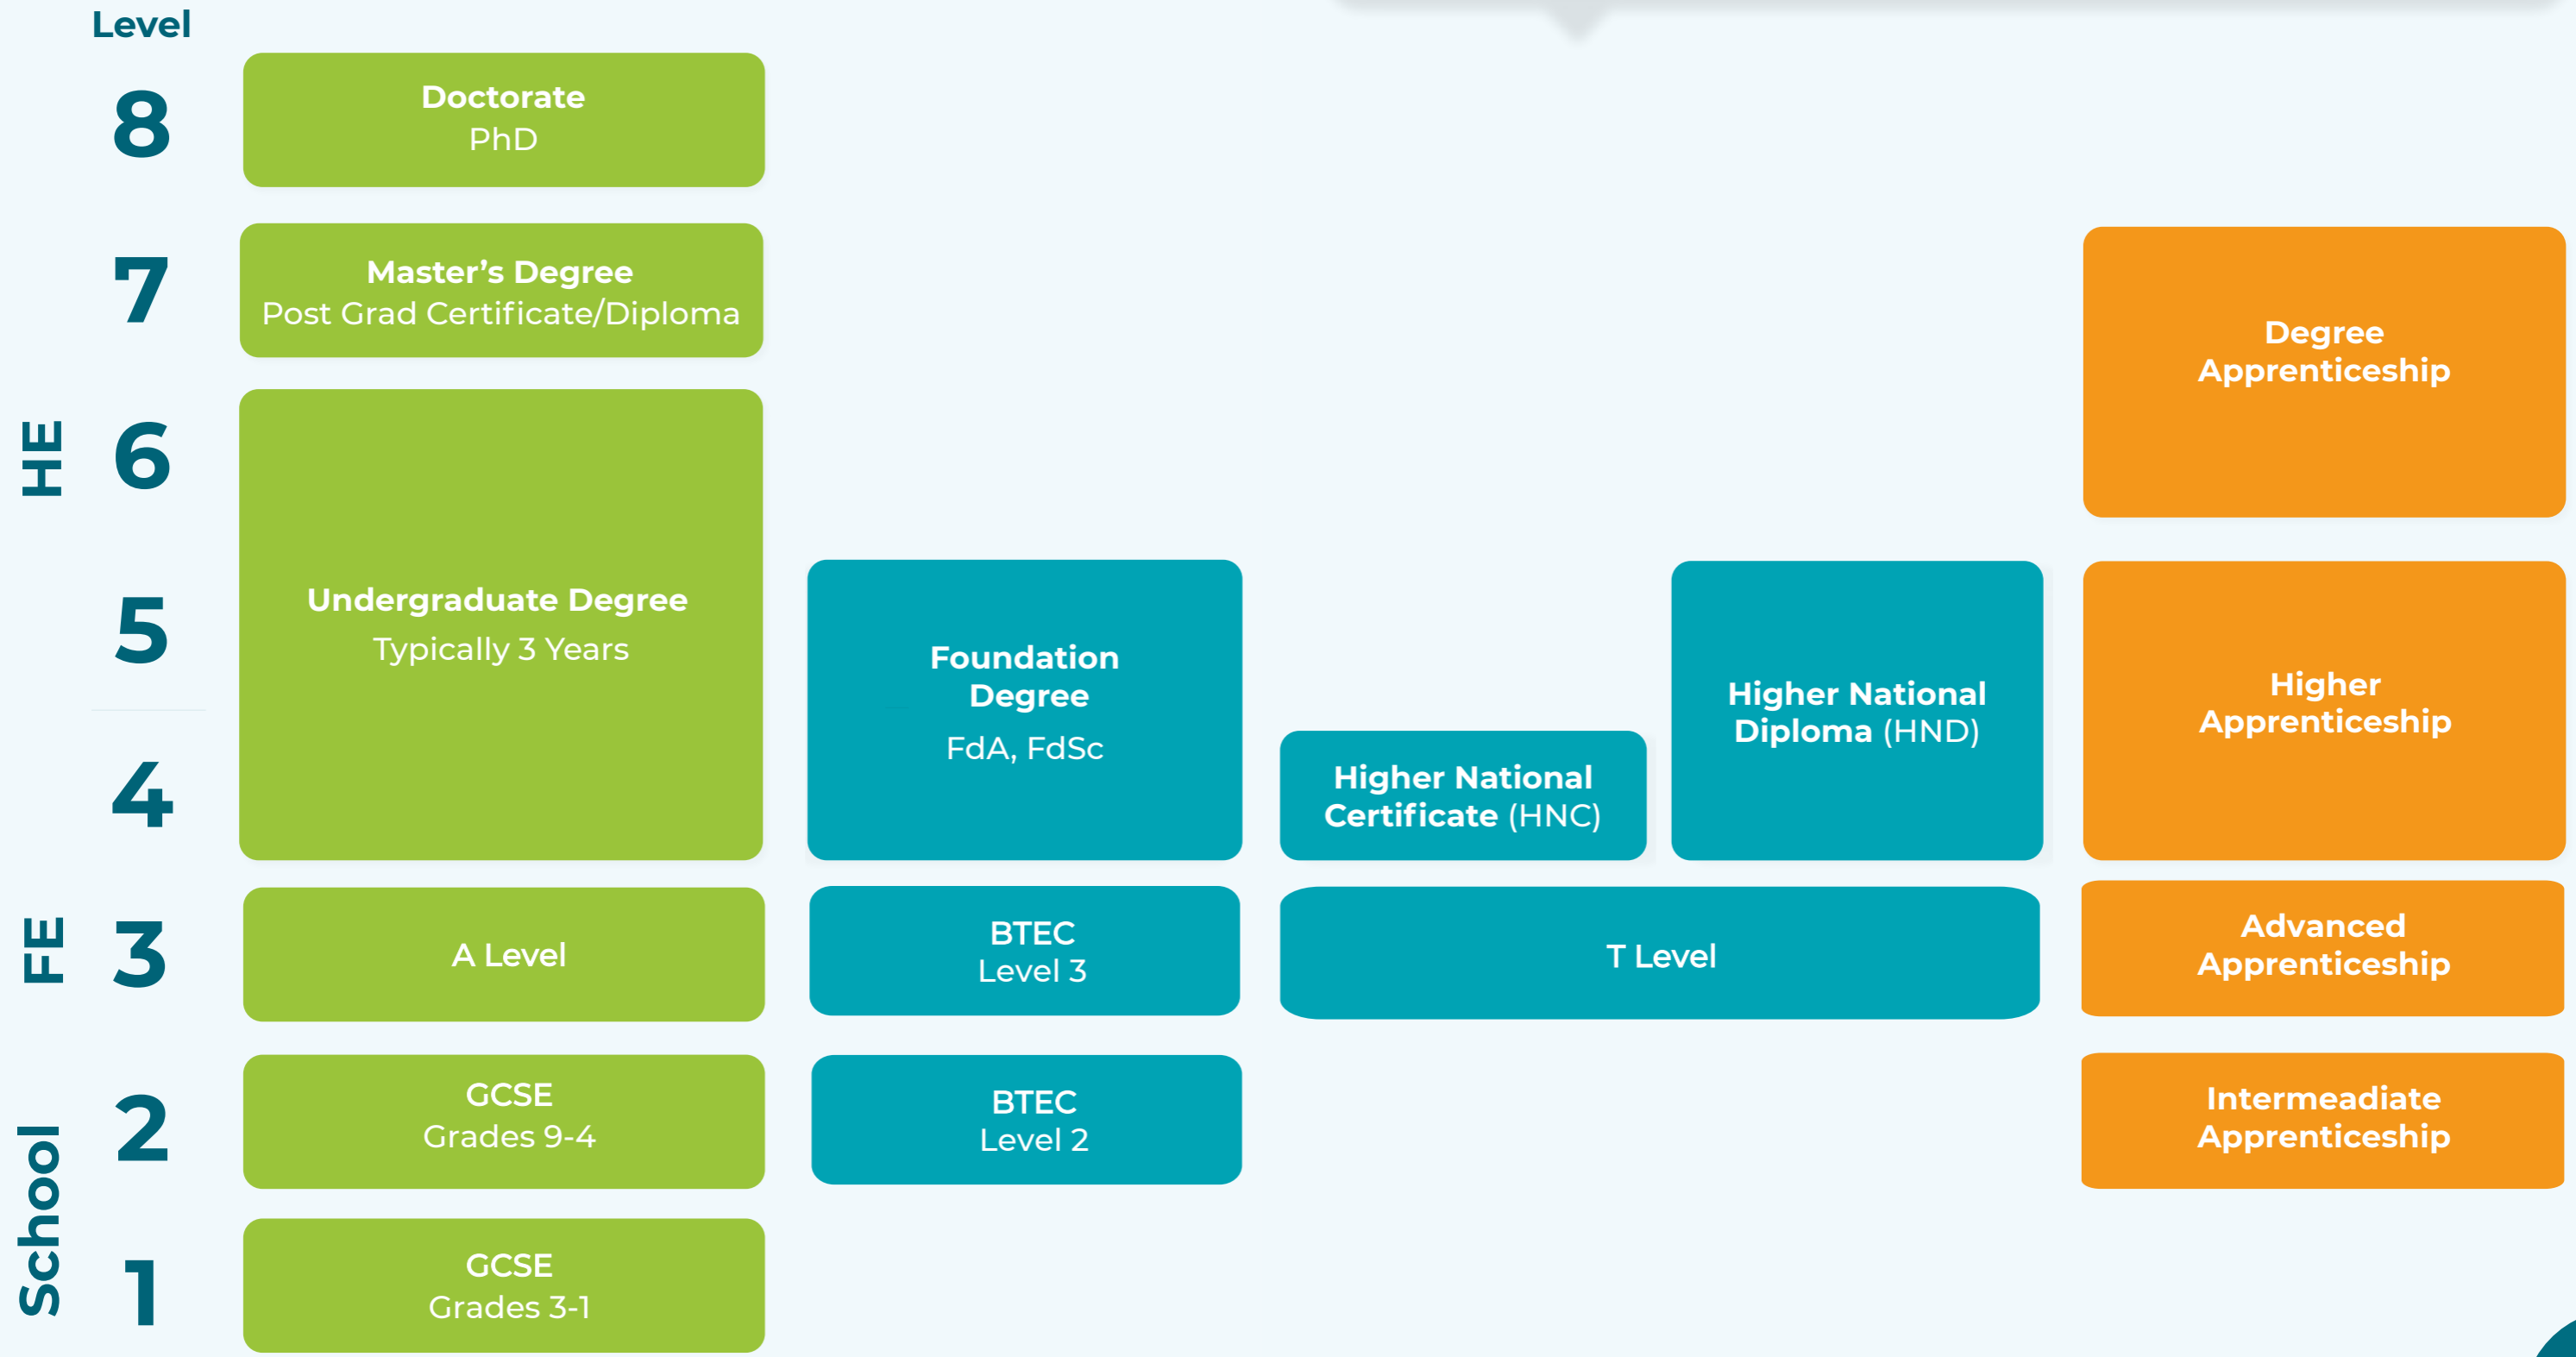 Level
8
Doctorate
PhD
7
Master’s Degree
Post Grad Certificate/Diploma
Degree
Apprenticeship
HE
6
5
Undergraduate Degree
Typically 3 Years
Foundation
Degree
FdA, FdSc
Higher National
Diploma (HND)
Higher
Apprenticeship
4
Higher National
Certificate (HNC)
FE
3
A Level
BTEC
Level 3
T Level
Advanced
Apprenticeship
School
2
GCSE
Grades 9-4
BTEC
Level 2
Intermeadiate
Apprenticeship
1
GCSE
Grades 3-1